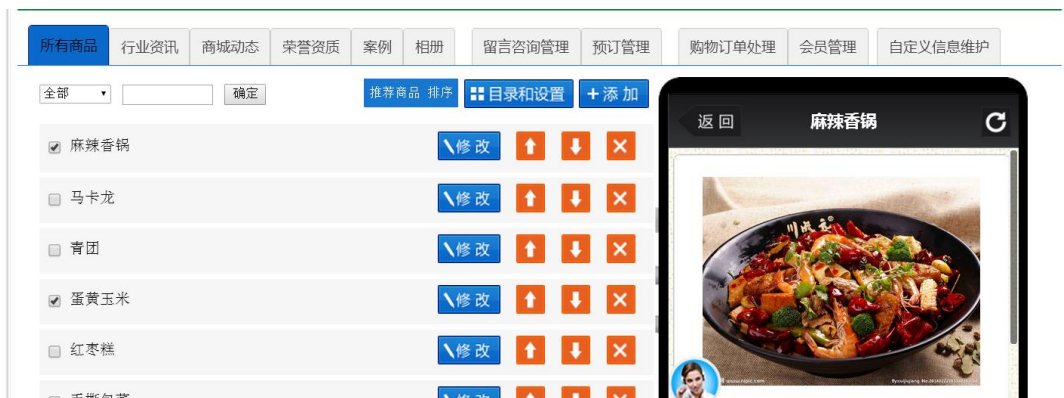 所有商品 行业资讯 商城动态 荣誉资质 案例 相册 留言咨询管理 预订管理 购物订单处理 会员管理 自定义信息维护
全部 确定 推荐商品 排序 目录和设置 +添 加
麻辣香锅 修 改
马卡龙 修 改
青团 修 改
蛋黄玉米 修 改
红枣糕 修 改
返 回 麻辣香锅
www.nipic.com